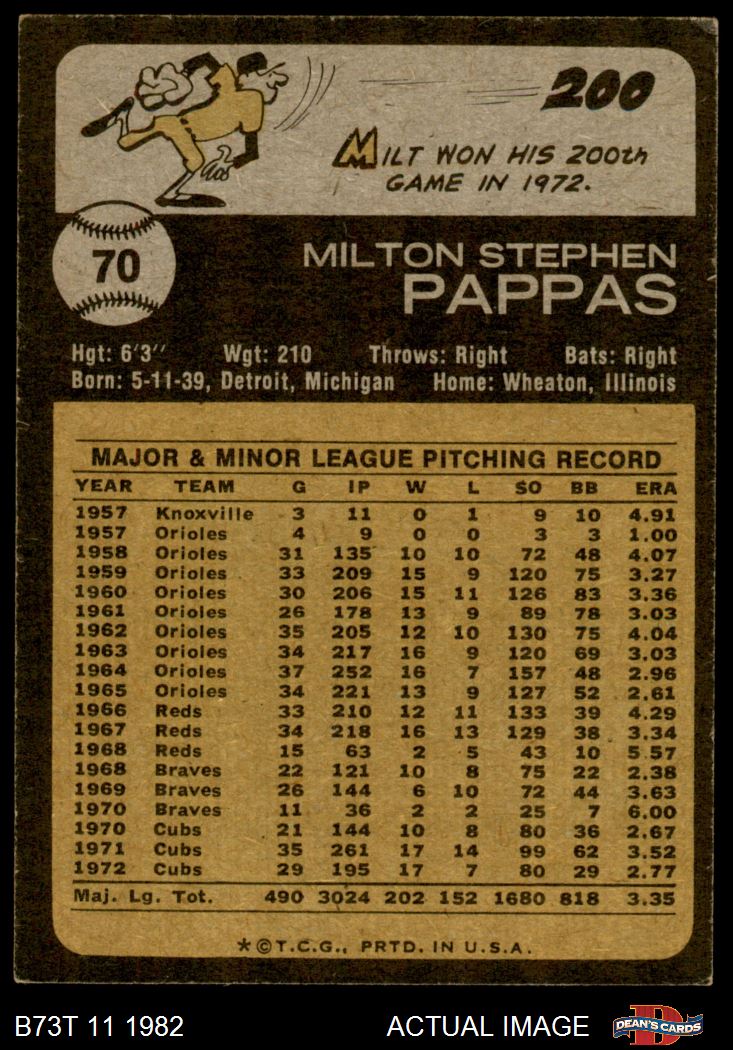 200
MILT WON HIS 200th
GAME IN 1972.
70
MILTON STEPHEN
PAPPAS
Hgt: 6'3'' Wgt: 210 Throws: Right Bats: Right
Born: 5-11-39, Detroit, Michigan Home: Wheaton, Illinois
MAJOR & MINOR LEAGUE PITCHING RECORD
YEAR TEAM G IP W L SO BB ERA
1957 Knoxville 3 11 0 1 9 10 4.91
1957 Orioles 4 9 0 0 3 3 1.00
1958 Orioles 31 135 10 10 72 48 4.07
1959 Orioles 33 209 15 9 120 75 3.27
1960 Orioles 30 206 15 11 126 83 3.36
1961 Orioles 26 178 13 9 89 78 3.03
1962 Orioles 35 205 12 10 130 75 4.04
1963 Orioles 34 217 16 9 120 69 3.03
1964 Orioles 37 252 16 7 157 48 2.96
1965 Orioles 34 221 13 9 127 52 2.61
1966 Reds 33 210 12 11 133 39 4.29
1967 Reds 34 218 16 13 129 38 3.34
1968 Reds 15 63 2 5 43 10 5.57
1968 Braves 22 121 10 8 75 22 2.38
1969 Braves 26 144 6 10 72 44 3.63
1970 Braves 11 36 2 2 25 7 6.00
1970 Cubs 21 144 10 8 80 36 2.67
1971 Cubs 35 261 17 14 99 62 3.52
1972 Cubs 29 195 17 7 80 29 2.77
Maj. Lg. Tot. 490 3024 202 152 1680 818 3.35
*©T.C.G., PRTD. IN U.S.A.
B73T 11 1982 ACTUAL IMAGE DEAN'S CARDS